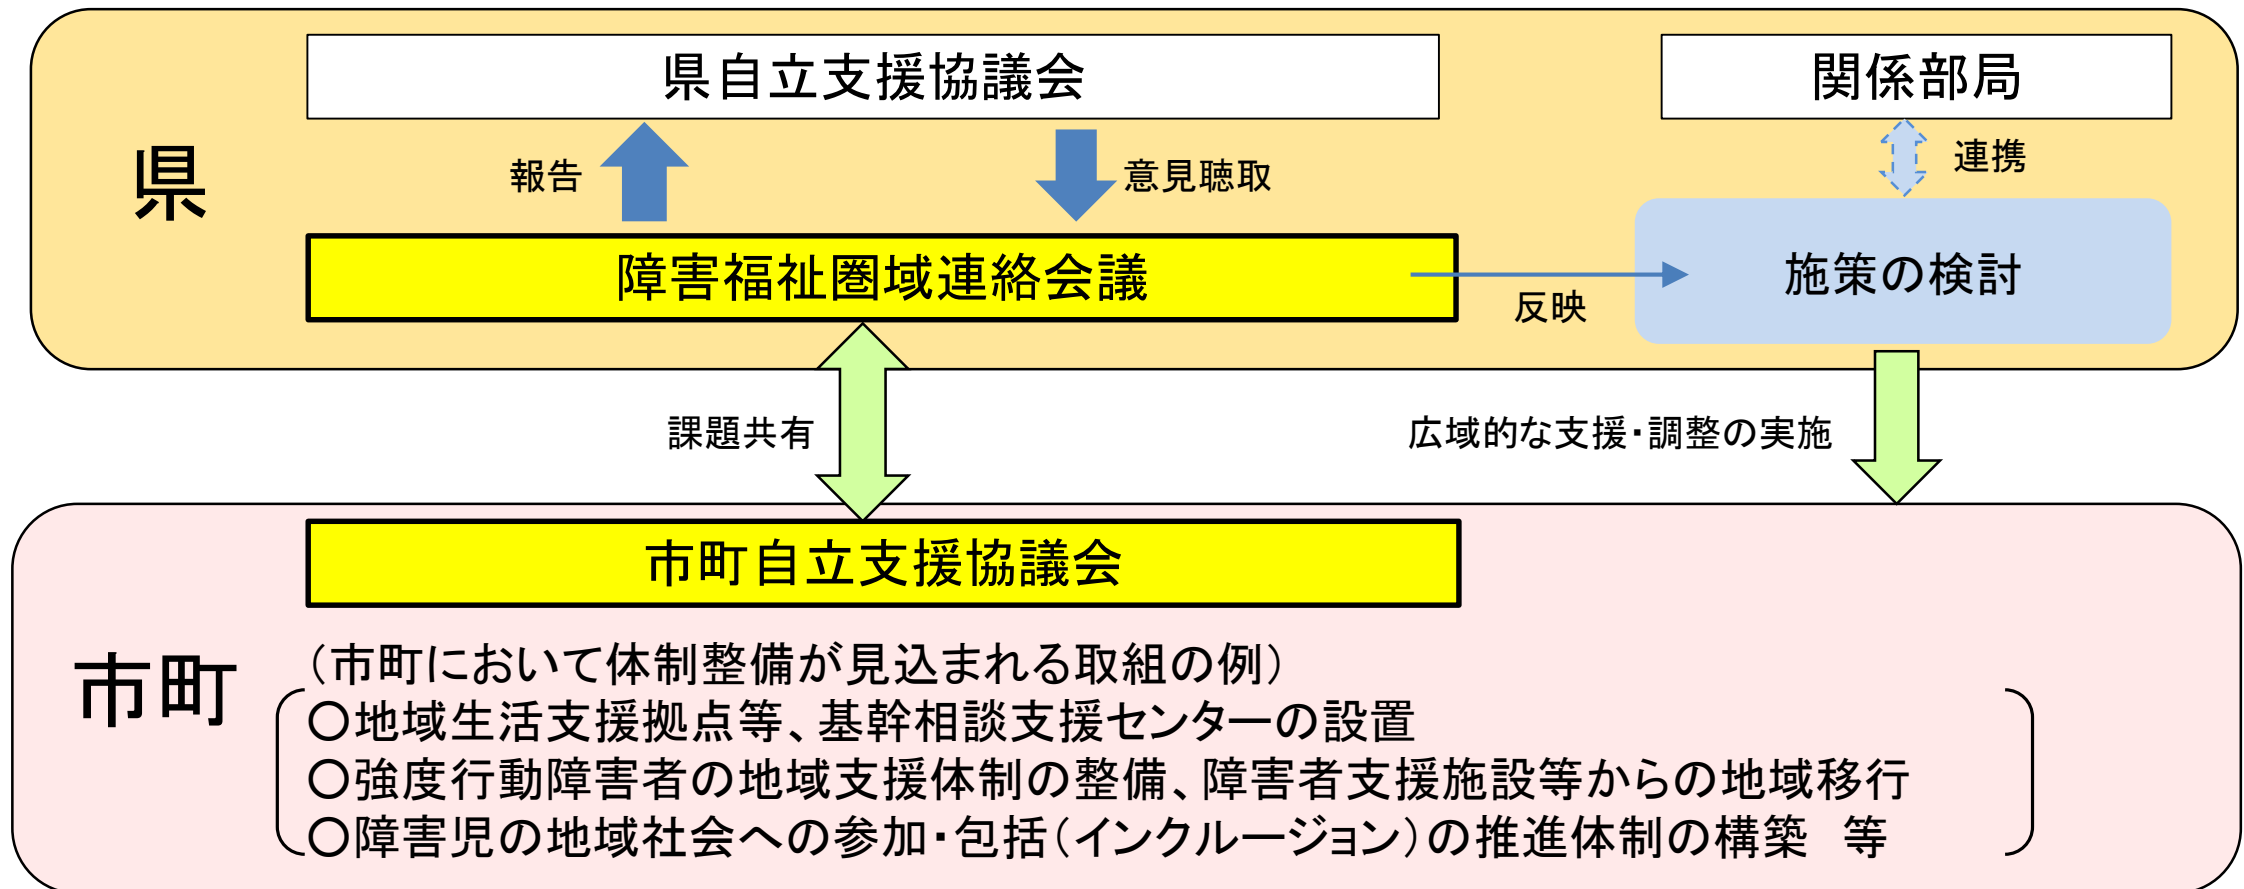 県自立支援協議会
関係部局
県
報告
意見聴取
連携
障害福祉圏域連絡会議
反映
施策の検討
課題共有
広域的な支援・調整の実施
市町自立支援協議会
市町
（市町において体制整備が見込まれる取組の例）
○地域生活支援拠点等、基幹相談支援センターの設置
○強度行動障害者の地域支援体制の整備、障害者支援施設等からの地域移行
○障害児の地域社会への参加・包括（インクルージョン）の推進体制の構築　等